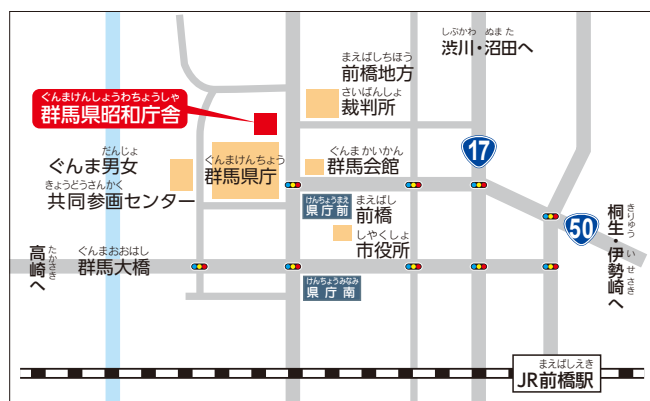 しぶかわ ぬまた
渋川・沼田へ
まえばしちほう
前橋地方
さいばんしょ
裁判所
ぐんまけんしょうわちょうしゃ
群馬県昭和庁舎
17
ぐんまかいかん
群馬会館
だんじょ
ぐんま男女
きょうどうさんかく
共同参画センター
ぐんまけんちょう
群馬県庁
けんちょうまえ
県庁前
まえばし
前橋
しやくしょ
市役所
50
きりゅう いせさき
桐生・伊勢崎へ
たかさき
高崎へ
ぐんまおおはし
群馬大橋
けんちょうみなみ
県庁南
まえばしえき
JR前橋駅